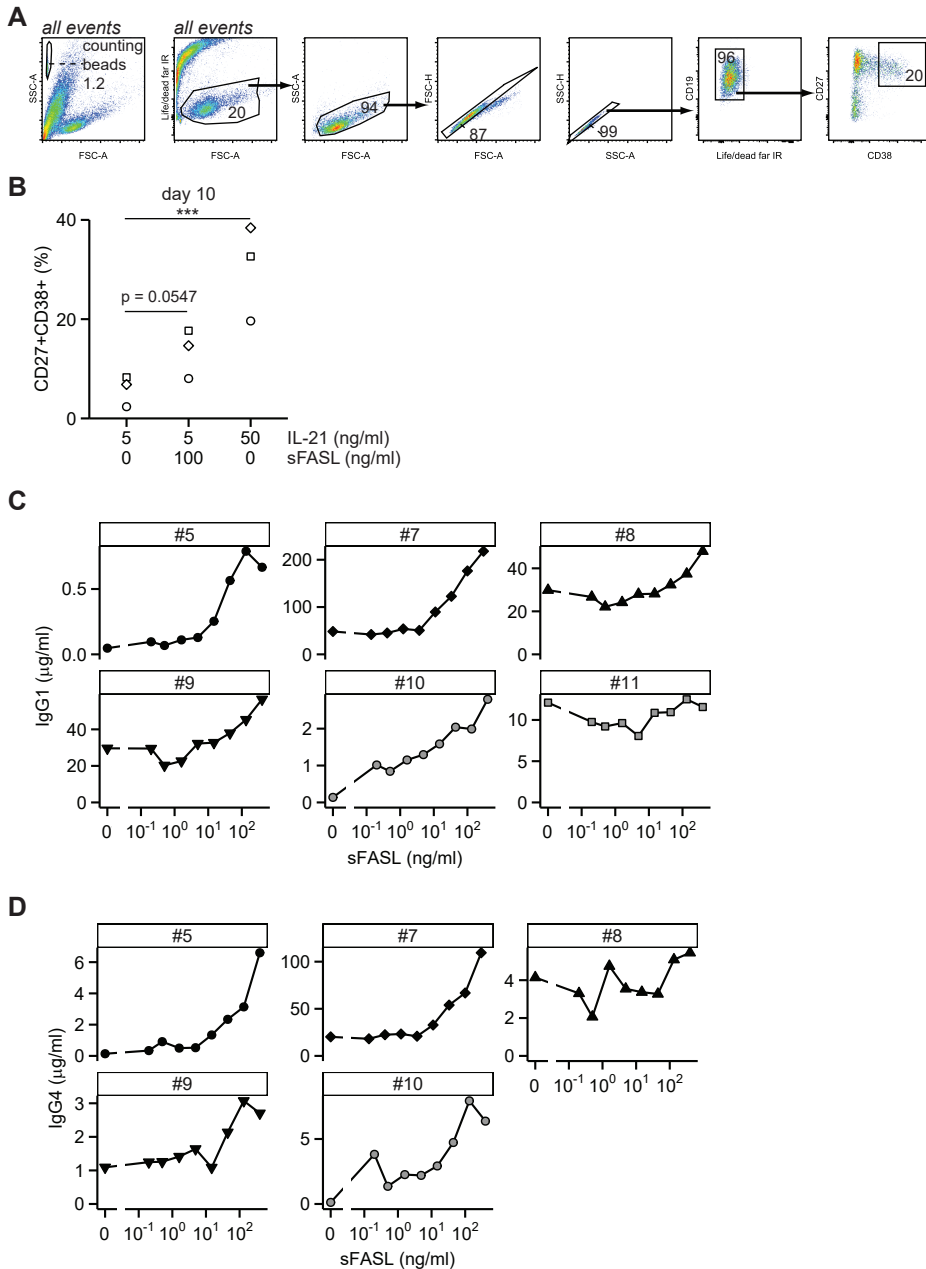 A
all events
all events
counting
beads
1.2
SSC-A
FSC-A
Life/dead far IR
20
FSC-A
SSC-A
94
FSC-A
FSC-H
87
FSC-A
SSC-H
99
SSC-A
CD19
96
Life/dead far IR
CD27
20
CD38
B
day 10
***
p = 0.0547
CD27+CD38+ (%)
40
20
0
5 5 50 IL-21 (ng/ml)
0 100 0 sFASL (ng/ml)
C
IgG1 (µg/ml)
#5
0.5
0.0
#7
200
100
0
#8
40
20
0
#9
40
20
0
0 10-1 100 101 102
#10
2
1
0
0 10-1 100 101 102
#11
10
5
0
0 10-1 100 101 102
sFASL (ng/ml)
D
IgG4 (µg/ml)
#5
6
4
2
0
#7
100
50
0
#8
4
2
0
0 10-1 100 101 102
#9
3
2
1
0
0 10-1 100 101 102
#10
5
0
0 10-1 100 101 102
sFASL (ng/ml)